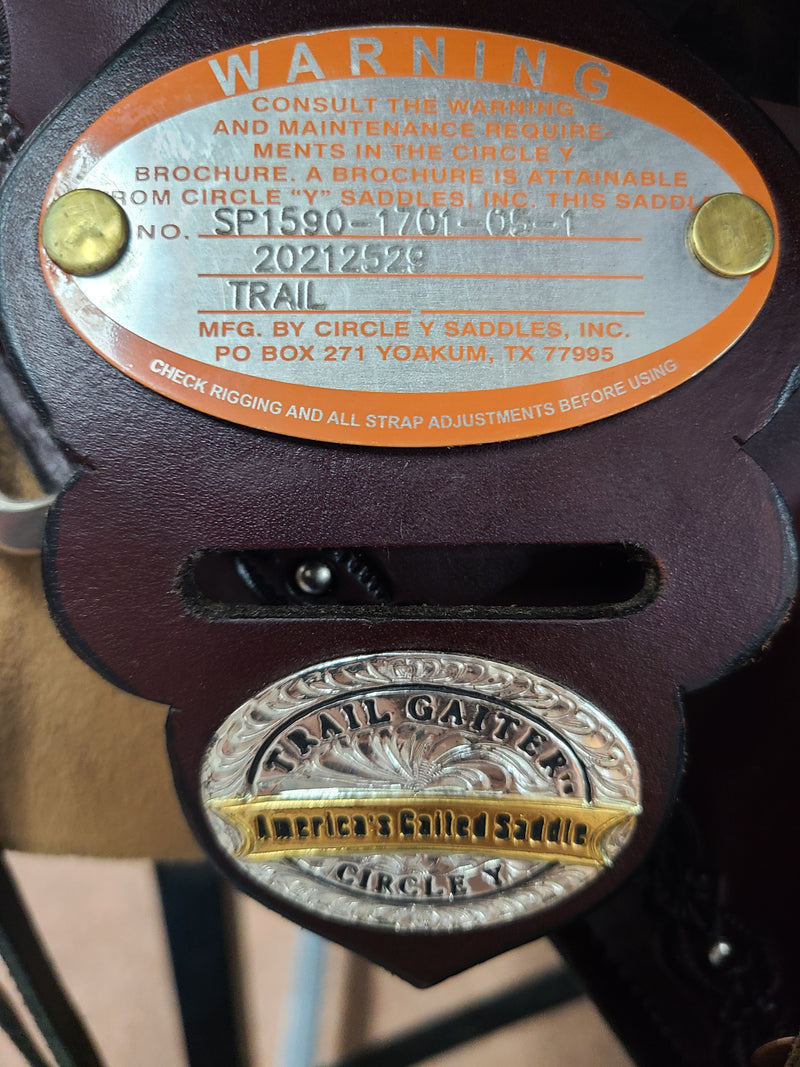 WARNING
CONSULT THE WARNING
AND MAINTENANCE REQUIRE-
MENTS IN THE CIRCLE Y
BROCHURE. A BROCHURE IS ATTAINABLE
ROM CIRCLE "Y" SADDLES, INC. THIS SADDL
NO. SP1590-1701-05-1
20212529
TRAIL
MFG. BY CIRCLE Y SADDLES, INC.
PO BOX 271 YOAKUM, TX 77995
CHECK RIGGING AND ALL STRAP ADJUSTMENTS BEFORE USING
TRAIL GAITER
America's Gaited Saddle
CIRCLE Y